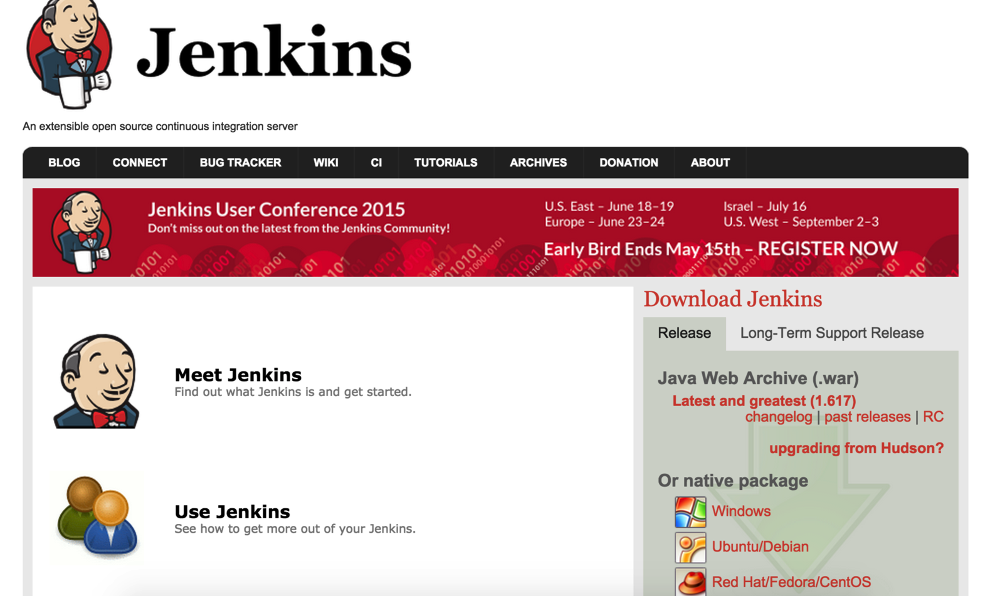 Jenkins
An extensible open source continuous integration server
BLOG CONNECT BUG TRACKER WIKI CI TUTORIALS ARCHIVES DONATION ABOUT
Jenkins User Conference 2015
Don't miss out on the latest from the Jenkins Community!
U.S. East – June 18–19
Europe – June 23–24
Israel – July 16
U.S. West – September 2–3
Early Bird Ends May 15th – REGISTER NOW
Meet Jenkins
Find out what Jenkins is and get started.
Use Jenkins
See how to get more out of your Jenkins.
Download Jenkins
Release Long-Term Support Release
Java Web Archive (.war)
Latest and greatest (1.617)
changelog | past releases | RC
upgrading from Hudson?
Or native package
Windows
Ubuntu/Debian
Red Hat/Fedora/CentOS